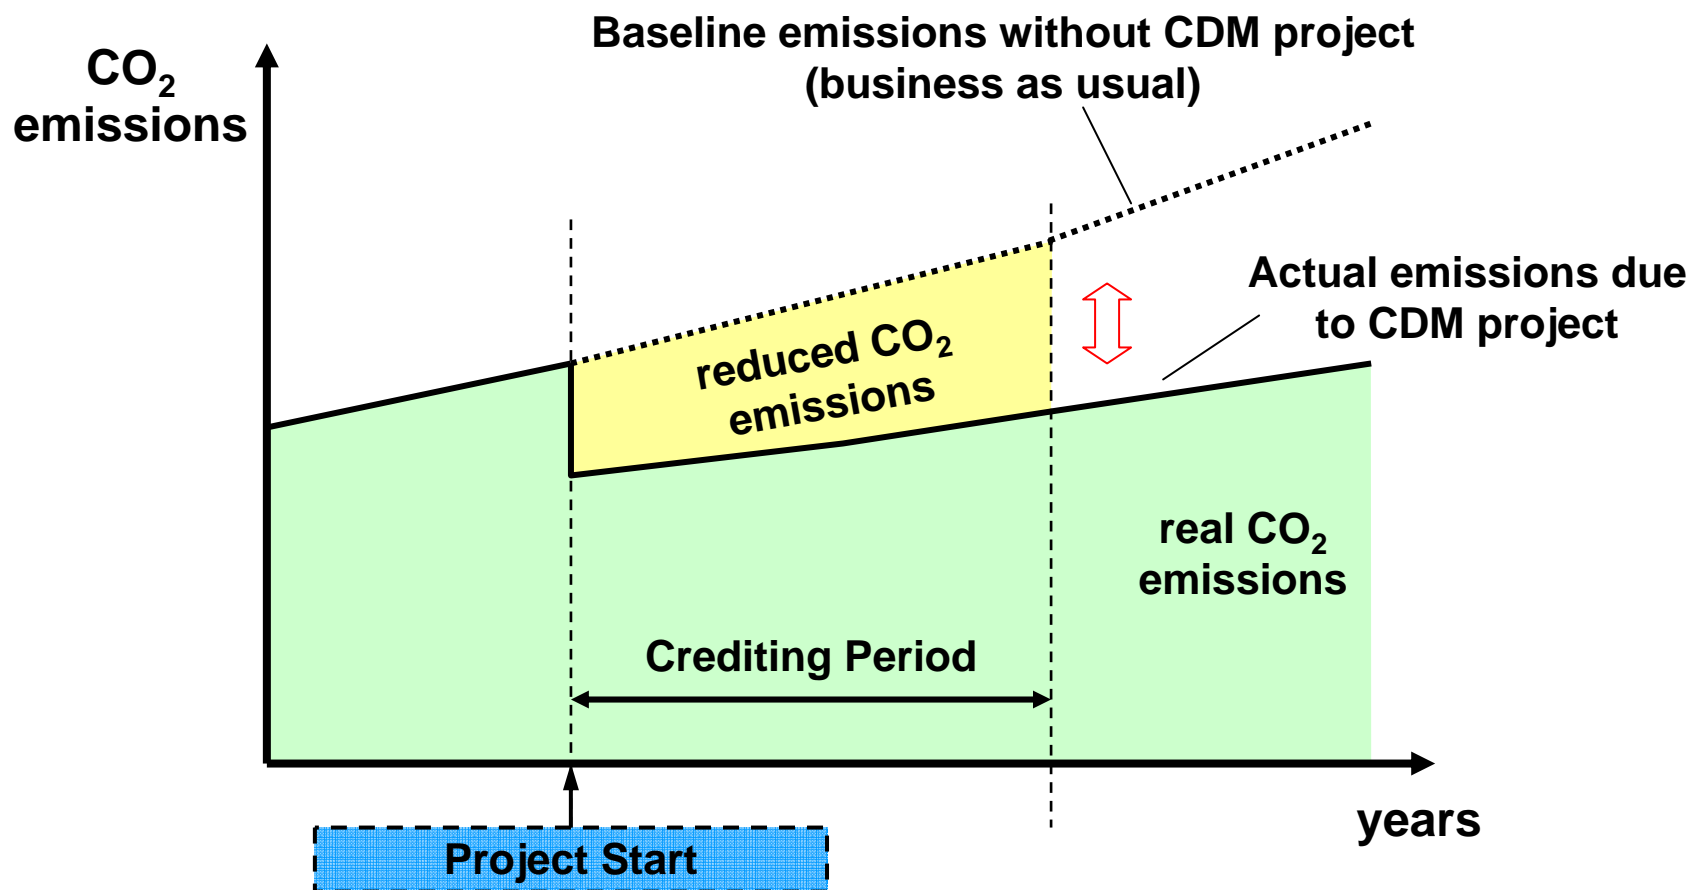 Baseline emissions without CDM project
(business as usual)
CO₂
emissions
Actual emissions due
to CDM project
reduced CO₂
emissions
real CO₂
emissions
Crediting Period
years
Project Start